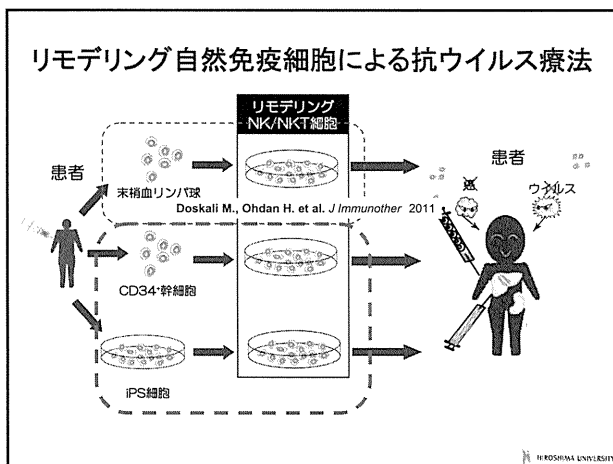 リモデリング自然免疫細胞による抗ウイルス療法
リモデリング
NK/NKT細胞
患者
末梢血リンパ球
Doskali M., Ohdan H. et al. J Immunother 2011
CD34+幹細胞
iPS細胞
患者
癌
ウイルス
HIROSHIMA UNIVERSITY